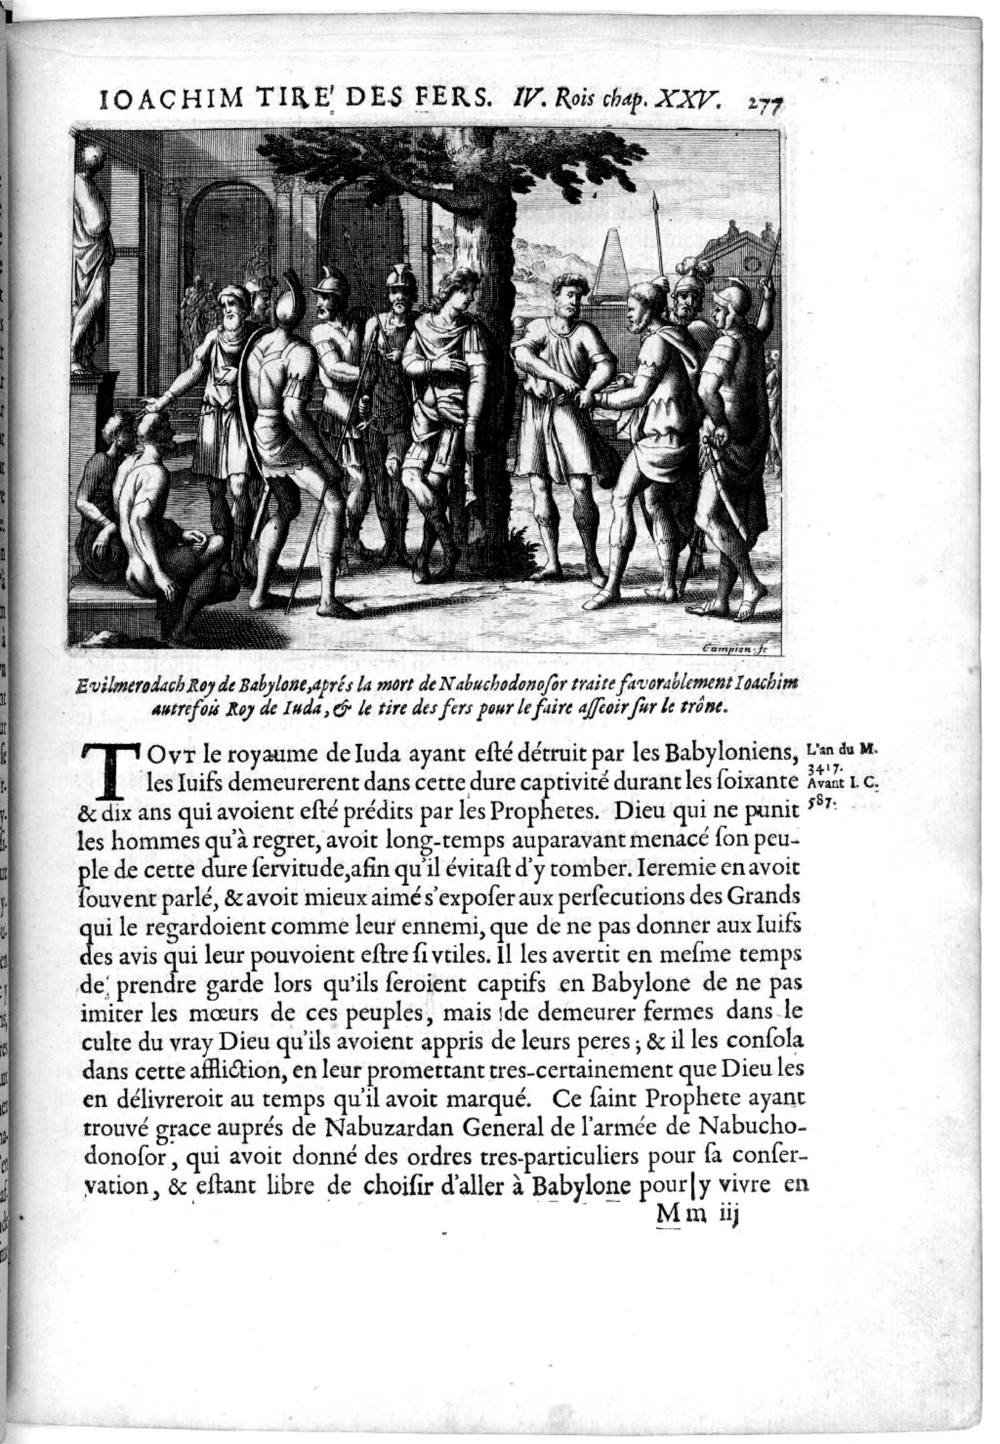 IOACHIM TIRE' DES FERS. IV. Rois chap. XXV. 277
Campion. fe
Evilmerodach Roy de Babylone, aprés la mort de Nabuchodonoſor traite favorablement Ioachim
autrefois Roy de Iuda, & le tire des fers pour le faire aſſeoir ſur le trône.
TOVT le royaume de Iuda ayant eſté détruit par les Babyloniens,
les Iuifs demeurerent dans cette dure captivité durant les ſoixante
& dix ans qui avoient eſté prédits par les Prophetes. Dieu qui ne punit
les hommes qu'à regret, avoit long-temps auparavant menacé ſon peu-
ple de cette dure ſervitude, afin qu'il évitaſt d'y tomber. Ieremie en avoit
ſouvent parlé, & avoit mieux aimé s'expoſer aux perſecutions des Grands
qui le regardoient comme leur ennemi, que de ne pas donner aux Iuifs
des avis qui leur pouvoient eſtre ſi vtiles. Il les avertit en meſme temps
de prendre garde lors qu'ils ſeroient captifs en Babylone de ne pas
imiter les mœurs de ces peuples, mais de demeurer fermes dans le
culte du vray Dieu qu'ils avoient appris de leurs peres ; & il les conſola
dans cette affliction, en leur promettant tres-certainement que Dieu les
en délivreroit au temps qu'il avoit marqué. Ce ſaint Prophete ayant
trouvé grace auprés de Nabuzardan General de l'armée de Nabucho-
donoſor, qui avoit donné des ordres tres-particuliers pour ſa conſer-
vation, & eſtant libre de choiſir d'aller à Babylone pour y vivre en
M m iij
L'an du M.
3417.
Avant I. C.
587.